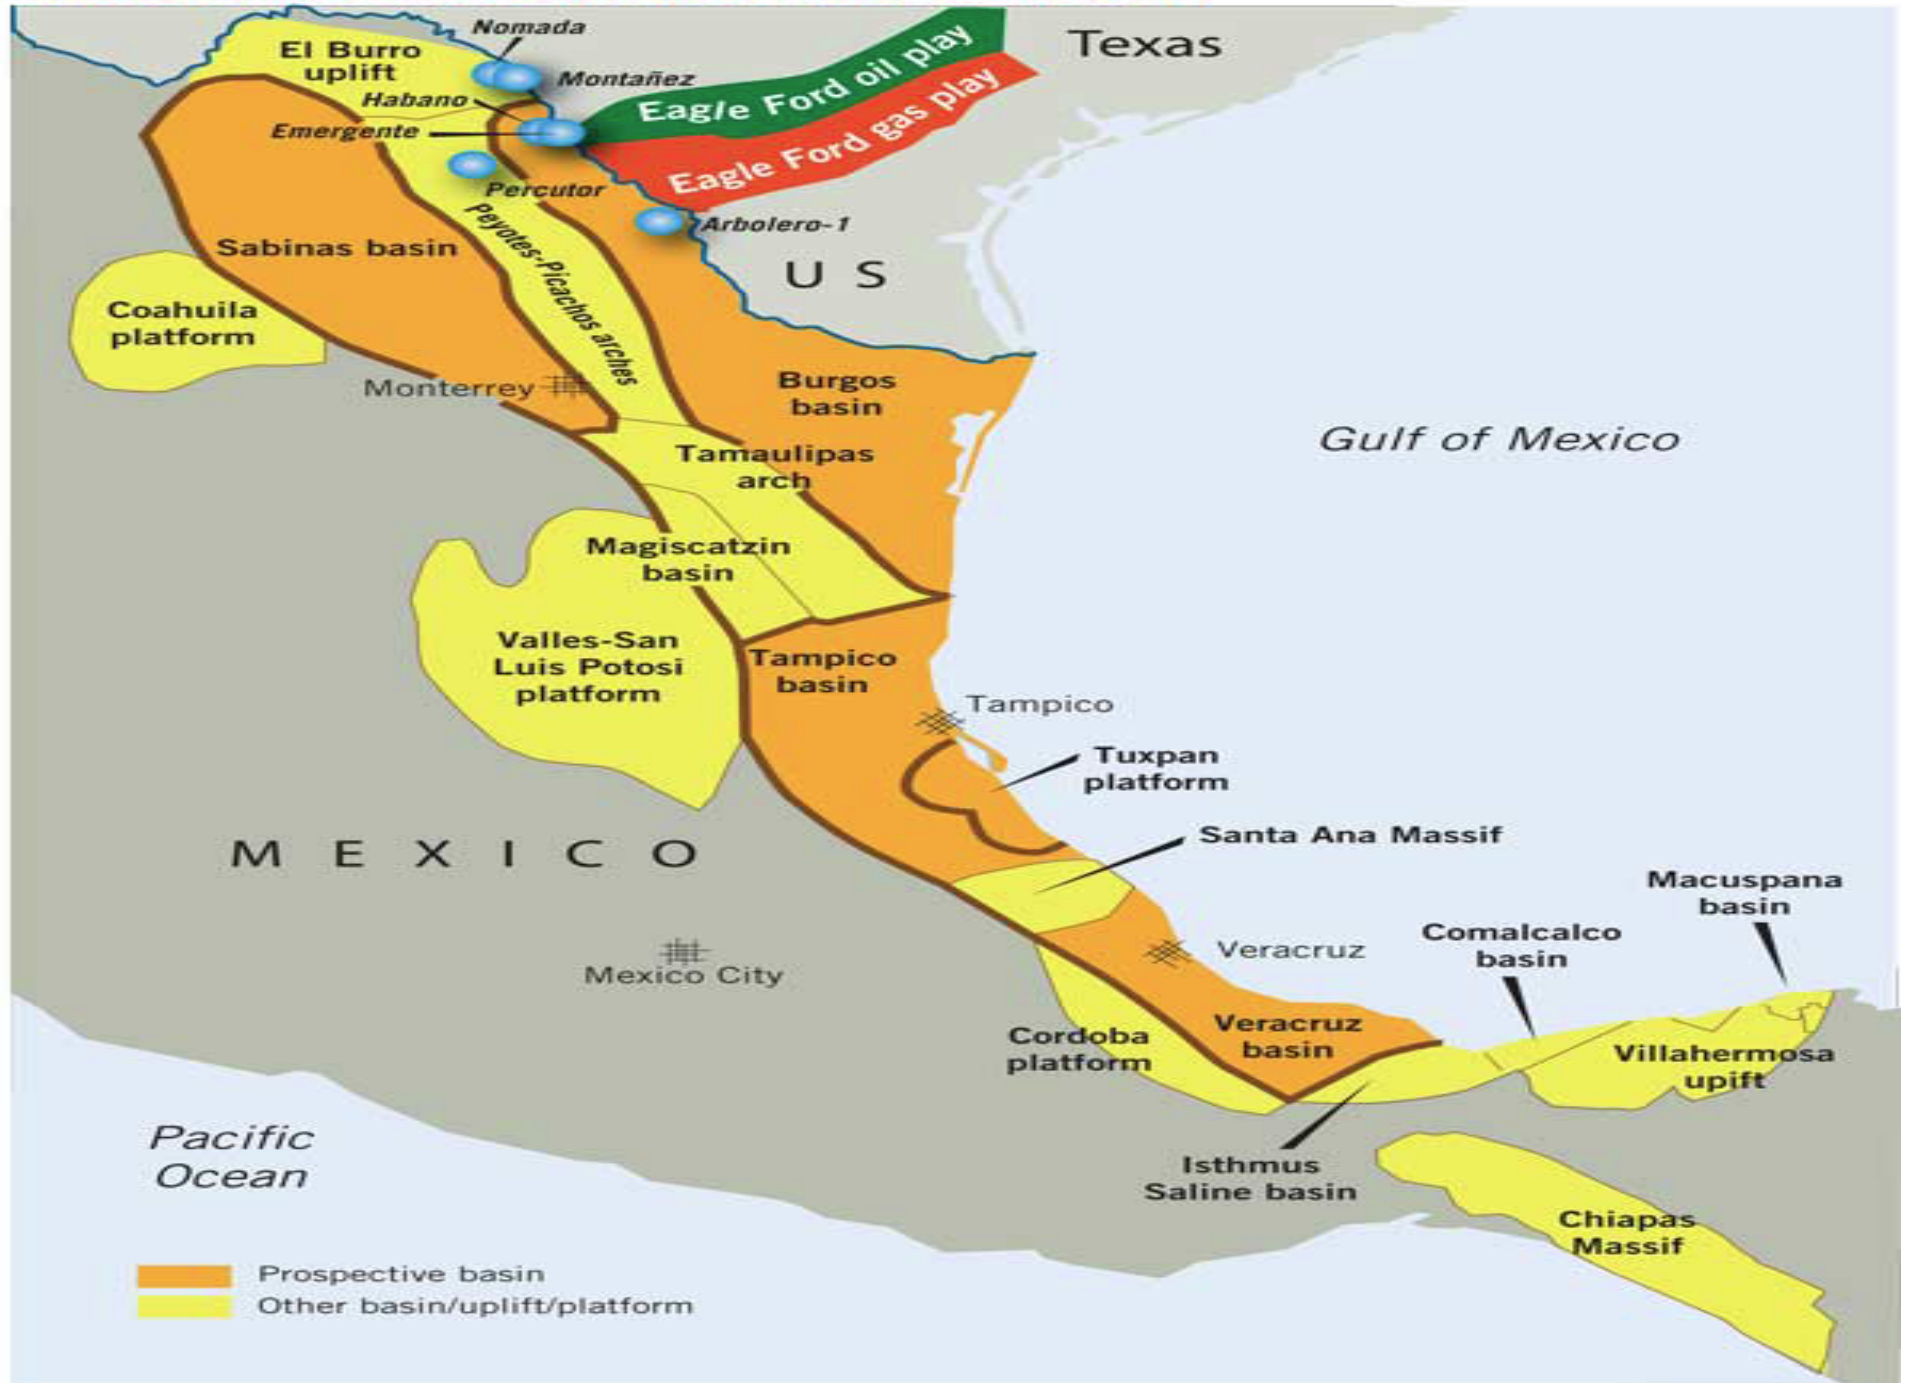 Nomada
El Burro
uplift
Montañez
Habano
Emergente
Percutor
Eagle Ford oil play
Eagle Ford gas play
Texas
Arbolero-1
U S
Peyotes-Picachos arches
Sabinas basin
Coahuila
platform
Monterrey
Burgos
basin
Gulf of Mexico
Tamaulipas
arch
Magiscatzin
basin
Valles-San
Luis Potosi
platform
Tampico
basin
Tampico
Tuxpan
platform
Santa Ana Massif
MEXICO
Macuspana
basin
Comalcalco
basin
Mexico City
Veracruz
Cordoba
platform
Veracruz
basin
Villahermosa
upift
Isthmus
Saline basin
Chiapas
Massif
Pacific
Ocean
Prospective basin
Other basin/uplift/platform